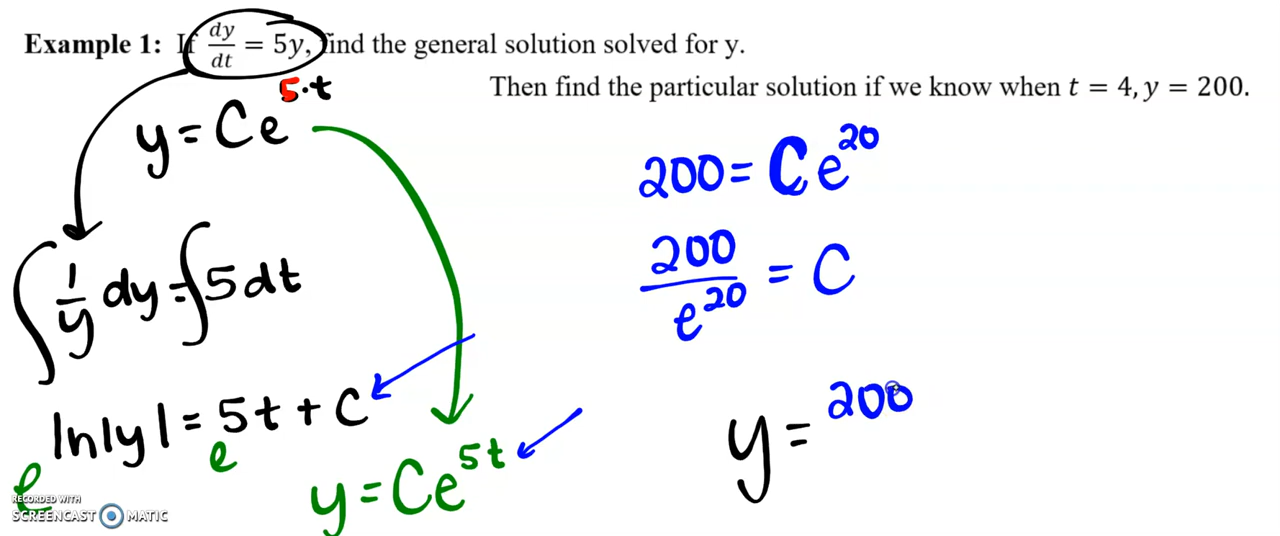 Example 1: If dy/dt = 5y, find the general solution solved for y.
Then find the particular solution if we know when t = 4, y = 200.
y = Ce^5·t
∫ 1/y dy = ∫ 5 dt
ln|y| = 5t + C
e e
y = Ce^5t
200 = Ce^20
200/e^20 = C
y = 200
RECORDED WITH
SCREENCAST MATIC